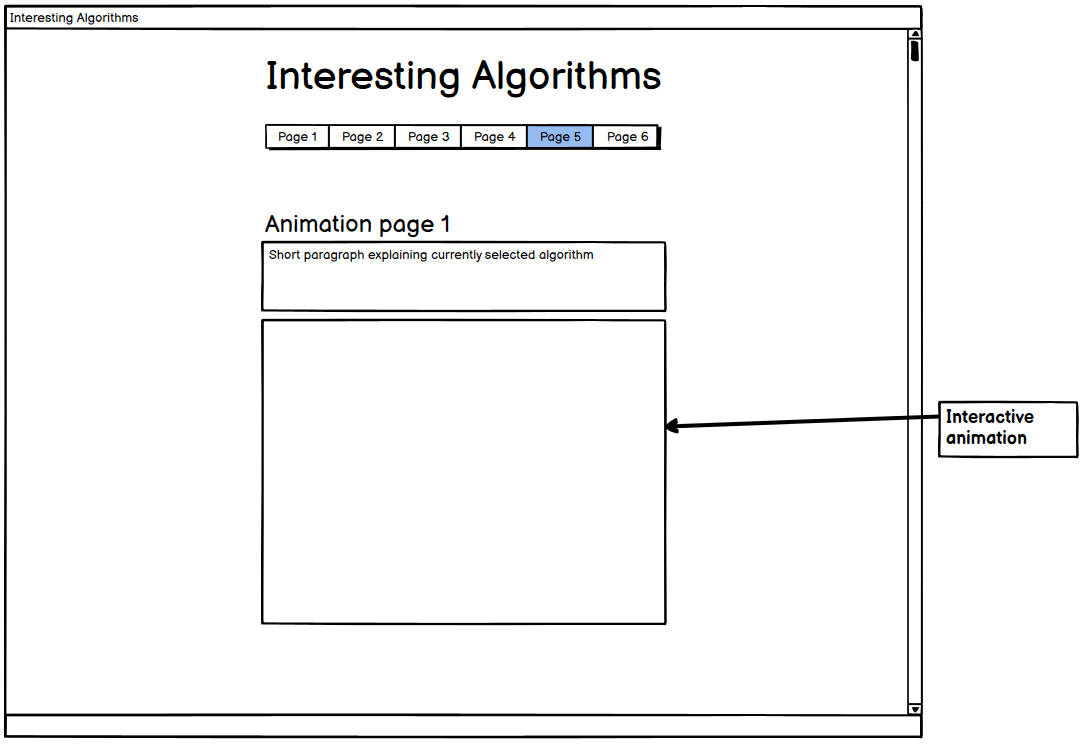 Interesting Algorithms
Interesting Algorithms
Page 1 Page 2 Page 3 Page 4 Page 5 Page 6
Animation page 1
Short paragraph explaining currently selected algorithm
Interactive
animation